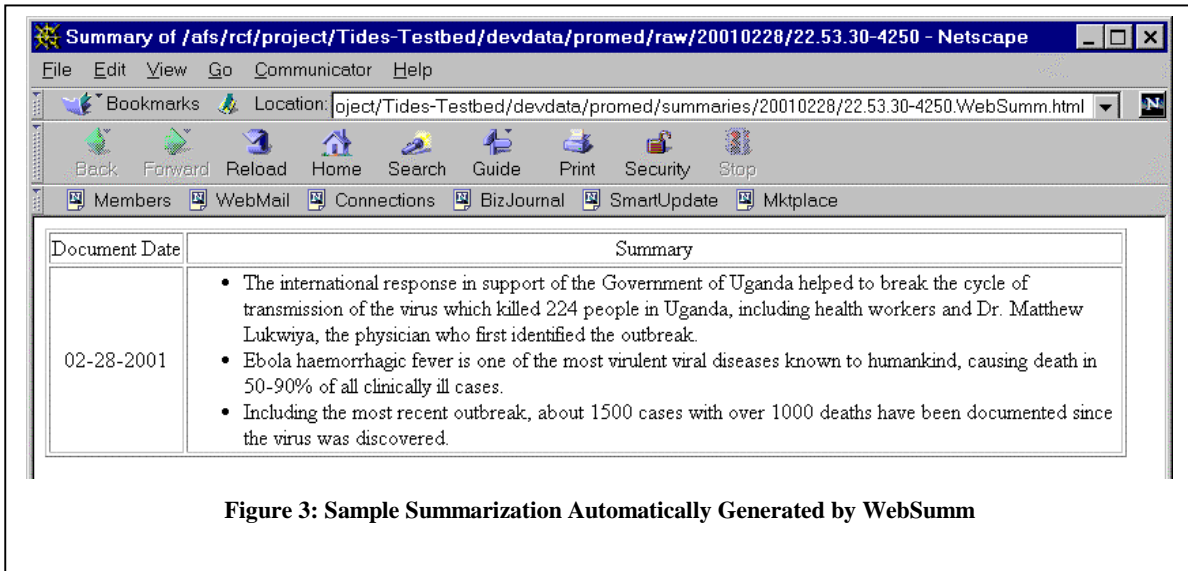 Summary of /afs/rcf/project/Tides-Testbed/devdata/promed/raw/20010228/22.53.30-4250 - Netscape
File Edit View Go Communicator Help
Bookmarks Location: oject/Tides-Testbed/devdata/promed/summaries/20010228/22.53.30-4250.WebSumm.html N
Back Forward Reload Home Search Guide Print Security Stop
Members WebMail Connections BizJournal SmartUpdate Mktplace
Document Date Summary
02-28-2001
• The international response in support of the Government of Uganda helped to break the cycle of
transmission of the virus which killed 224 people in Uganda, including health workers and Dr. Matthew
Lukwiya, the physician who first identified the outbreak.
• Ebola haemorrhagic fever is one of the most virulent viral diseases known to humankind, causing death in
50-90% of all clinically ill cases.
• Including the most recent outbreak, about 1500 cases with over 1000 deaths have been documented since
the virus was discovered.
Figure 3: Sample Summarization Automatically Generated by WebSumm